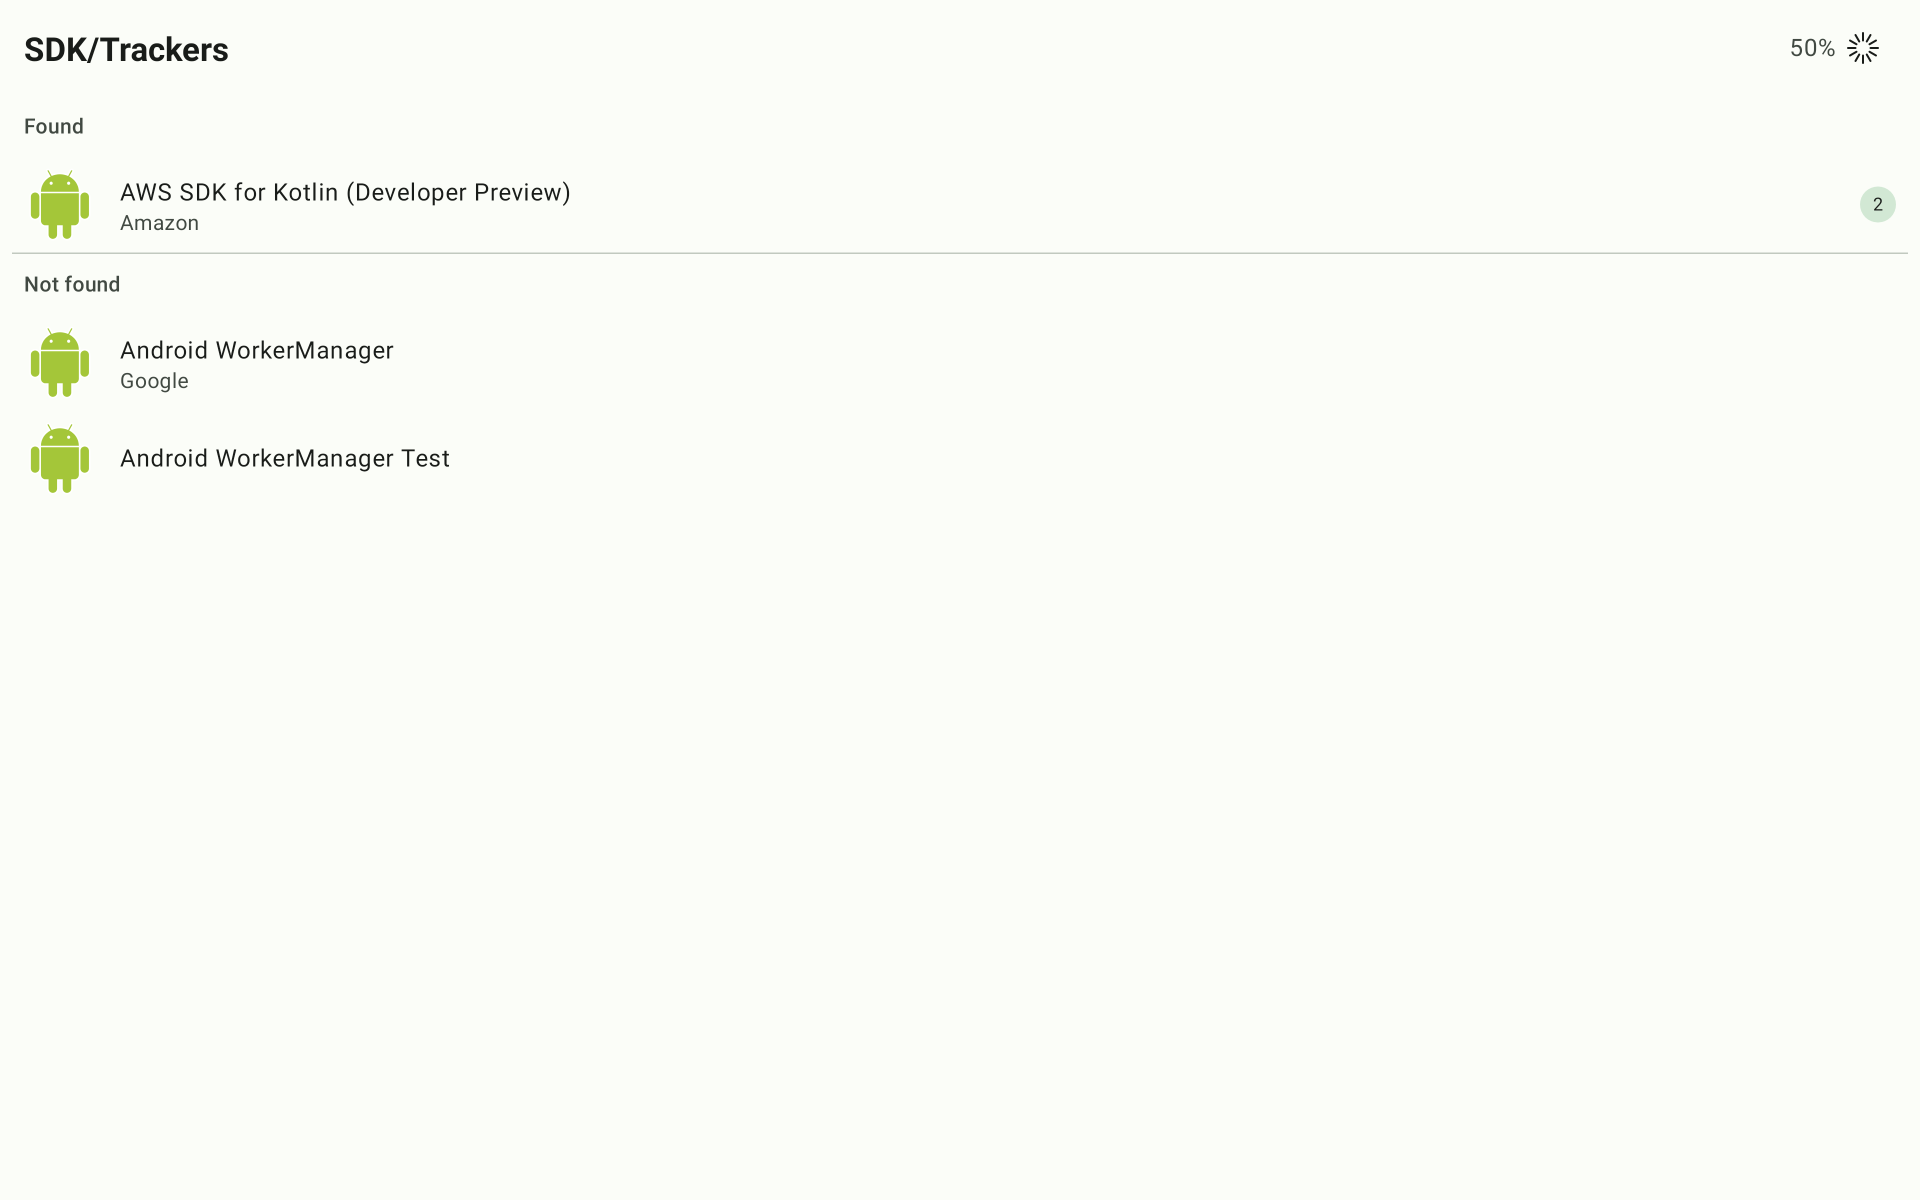 SDK/Trackers
50%
Found
AWS SDK for Kotlin (Developer Preview)
Amazon
2
Not found
Android WorkerManager
Google
Android WorkerManager Test